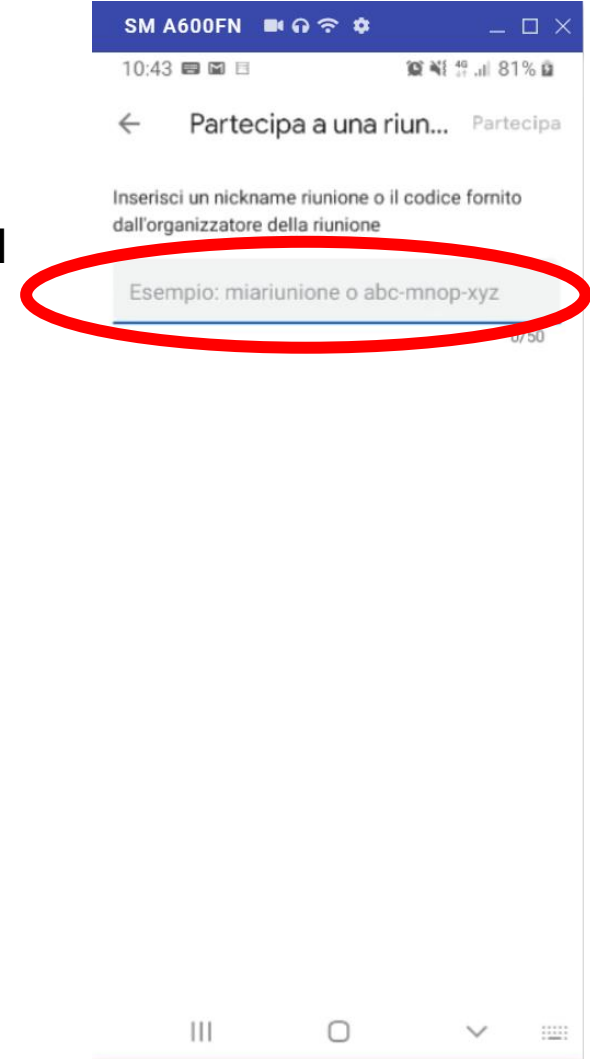 SM A600FN
10:43 81%
Partecipa a una riun... Partecipa
Inserisci un nickname riunione o il codice fornito
dall'organizzatore della riunione
Esempio: miariunione o abc-mnop-xyz
0/50